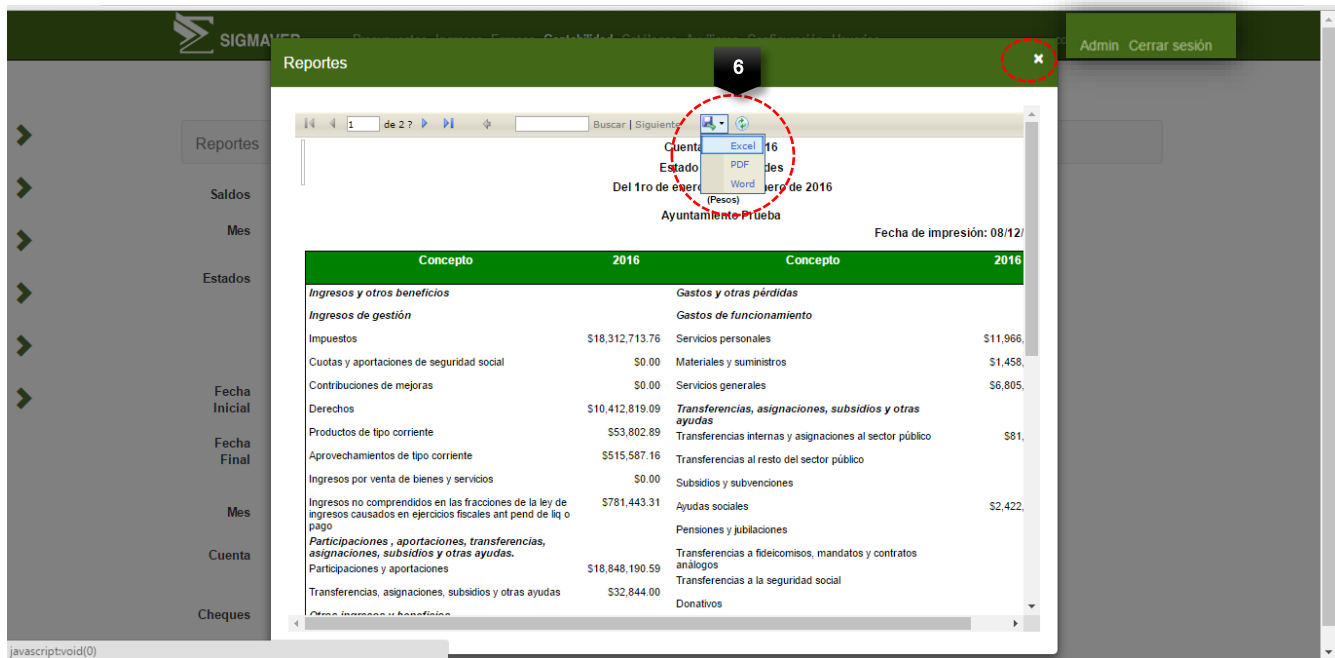 SIGMAVER
Contabilidad
Admin Cerrar sesión
Reportes
6
1 de 2 ? Buscar | Siguiente
Excel
PDF
Word
Cuenta 16
Estado des
Del 1ro de enero ero de 2016
(Pesos)
Ayuntamiento Prueba
Fecha de impresión: 08/12/
Reportes
Saldos
Mes
Estados
Fecha
Inicial
Fecha
Final
Mes
Cuenta
Cheques
Concepto 2016 Concepto 2016
Ingresos y otros beneficios Gastos y otras pérdidas
Ingresos de gestión Gastos de funcionamiento
Impuestos $18,312,713.76 Servicios personales $11,966,
Cuotas y aportaciones de seguridad social $0.00 Materiales y suministros $1,458,
Contribuciones de mejoras $0.00 Servicios generales $6,805,
Derechos $10,412,819.09 Transferencias, asignaciones, subsidios y otras
ayudas
Productos de tipo corriente $53,802.89 Transferencias internas y asignaciones al sector público $81,
Aprovechamientos de tipo corriente $515,587.16 Transferencias al resto del sector público
Ingresos por venta de bienes y servicios $0.00 Subsidios y subvenciones
Ingresos no comprendidos en las fracciones de la ley de $781,443.31 Ayudas sociales $2,422,
ingresos causados en ejercicios fiscales ant pend de liq o
pago Pensiones y jubilaciones
Participaciones , aportaciones, transferencias,
asignaciones, subsidios y otras ayudas. Transferencias a fideicomisos, mandatos y contratos
análogos
Participaciones y aportaciones $18,848,190.59 Transferencias a la seguridad social
Transferencias, asignaciones, subsidios y otras ayudas $32,844.00 Donativos
Otros ingresos y beneficios
javascript:void(0)